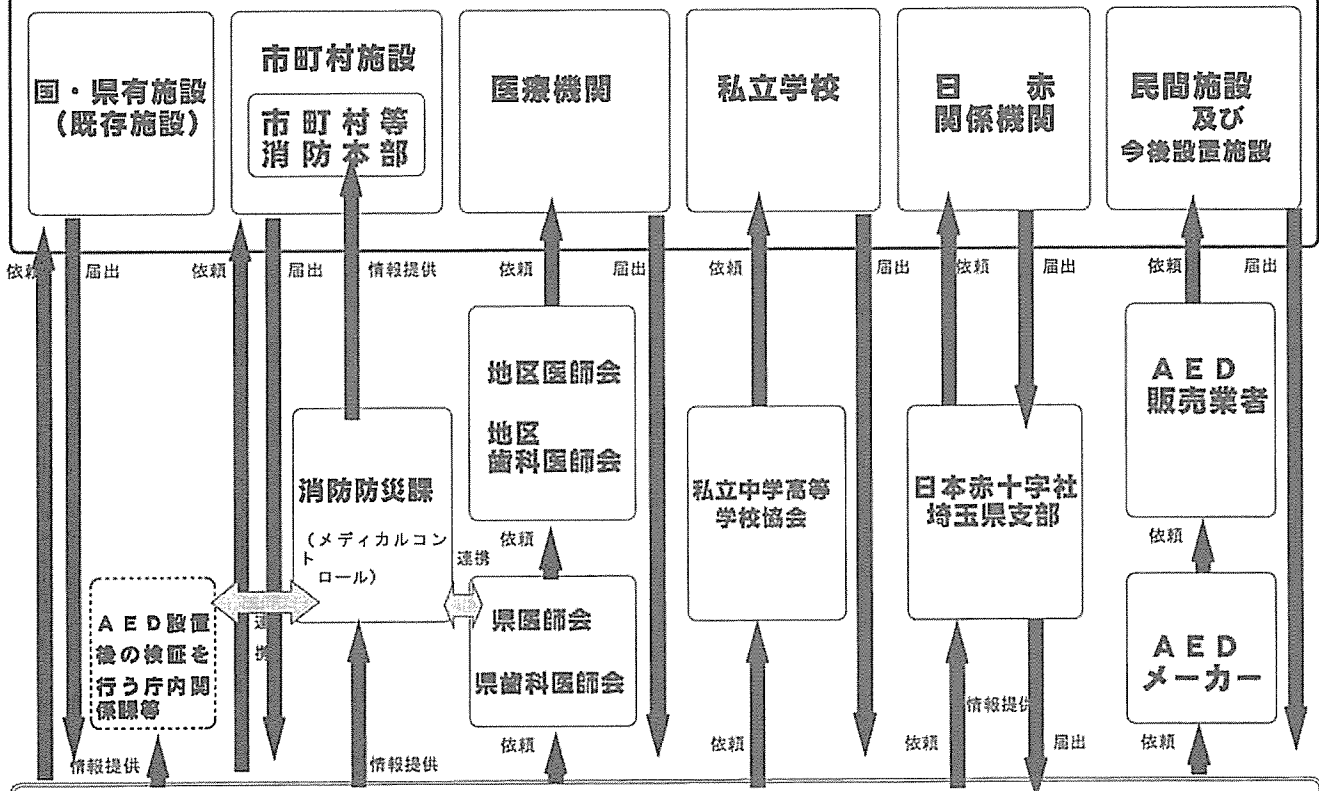 国・県有施設
(既存施設)
市町村施設
市町村等
消防本部
医療機関
私立学校
日 赤
関係機関
民間施設
及び
今後設置施設
依頼
届出
依頼
届出
情報提供
依頼
届出
依頼
届出
依頼
届出
依頼
届出
地区医師会
地区
歯科医師会
AED
販売業者
消防防災課
(メディカルコント
ロール)
私立中学高等
学校協会
日本赤十字社
埼玉県支部
依頼
連携
依頼
AED設置
後の検証を
行う庁内関
係課等
連携
県医師会
県歯科医師会
AED
メーカー
情報提供
情報提供
情報提供
依頼
依頼
依頼
届出
依頼